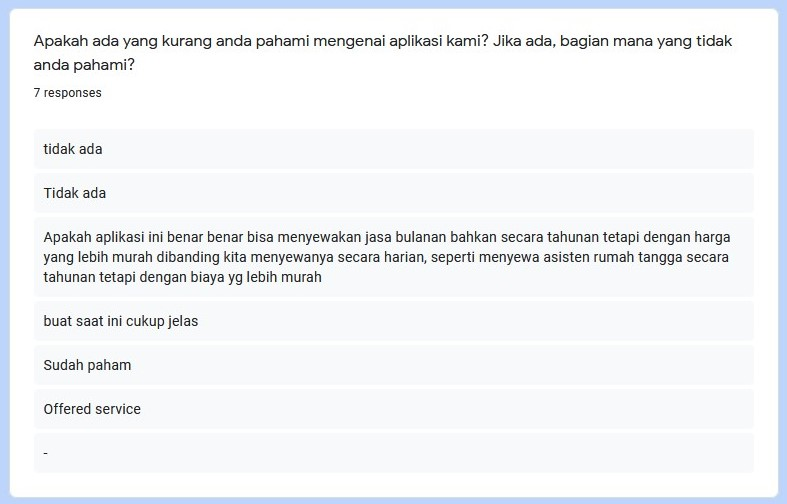 Apakah ada yang kurang anda pahami mengenai aplikasi kami? Jika ada, bagian mana yang tidak
anda pahami?
7 responses
tidak ada
Tidak ada
Apakah aplikasi ini benar benar bisa menyewakan jasa bulanan bahkan secara tahunan tetapi dengan harga
yang lebih murah dibanding kita menyewanya secara harian, seperti menyewa asisten rumah tangga secara
tahunan tetapi dengan biaya yg lebih murah
buat saat ini cukup jelas
Sudah paham
Offered service
-